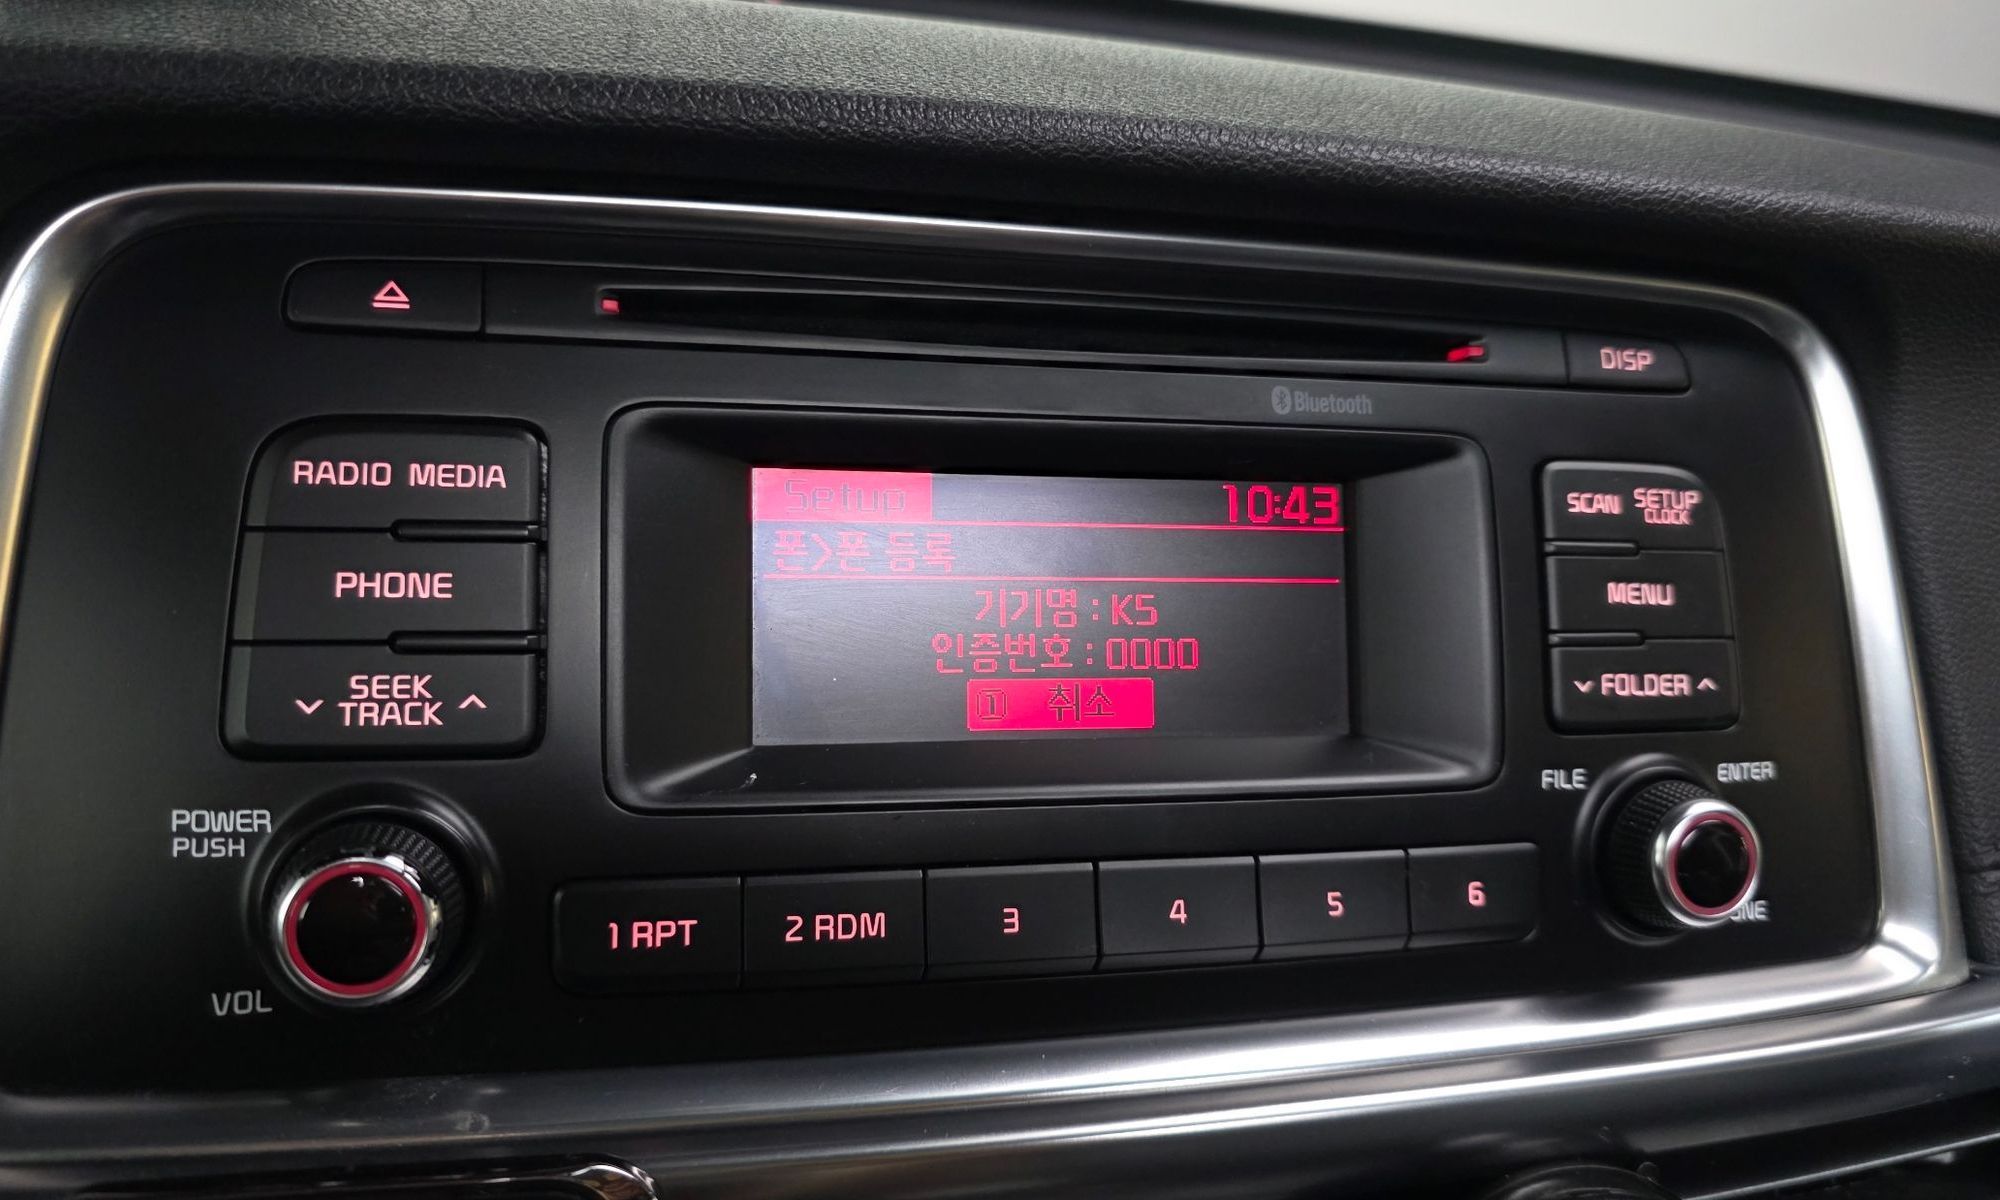 DISP
Bluetooth
RADIO MEDIA
PHONE
SEEK
TRACK
Setup 10:43
폰>폰 등록
기기명 : K5
인증번호 : 0000
1 취소
SCAN SETUP
CLOCK
MENU
FOLDER
POWER
PUSH
VOL
1 RPT
2 RDM
3
4
5
6
FILE
ENTER